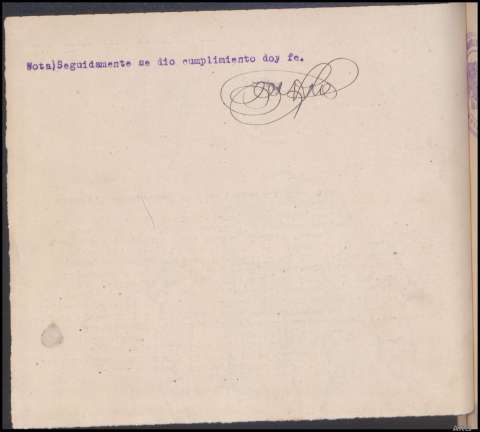 Nota)Seguidamente se dio cumplimiento doy fe.